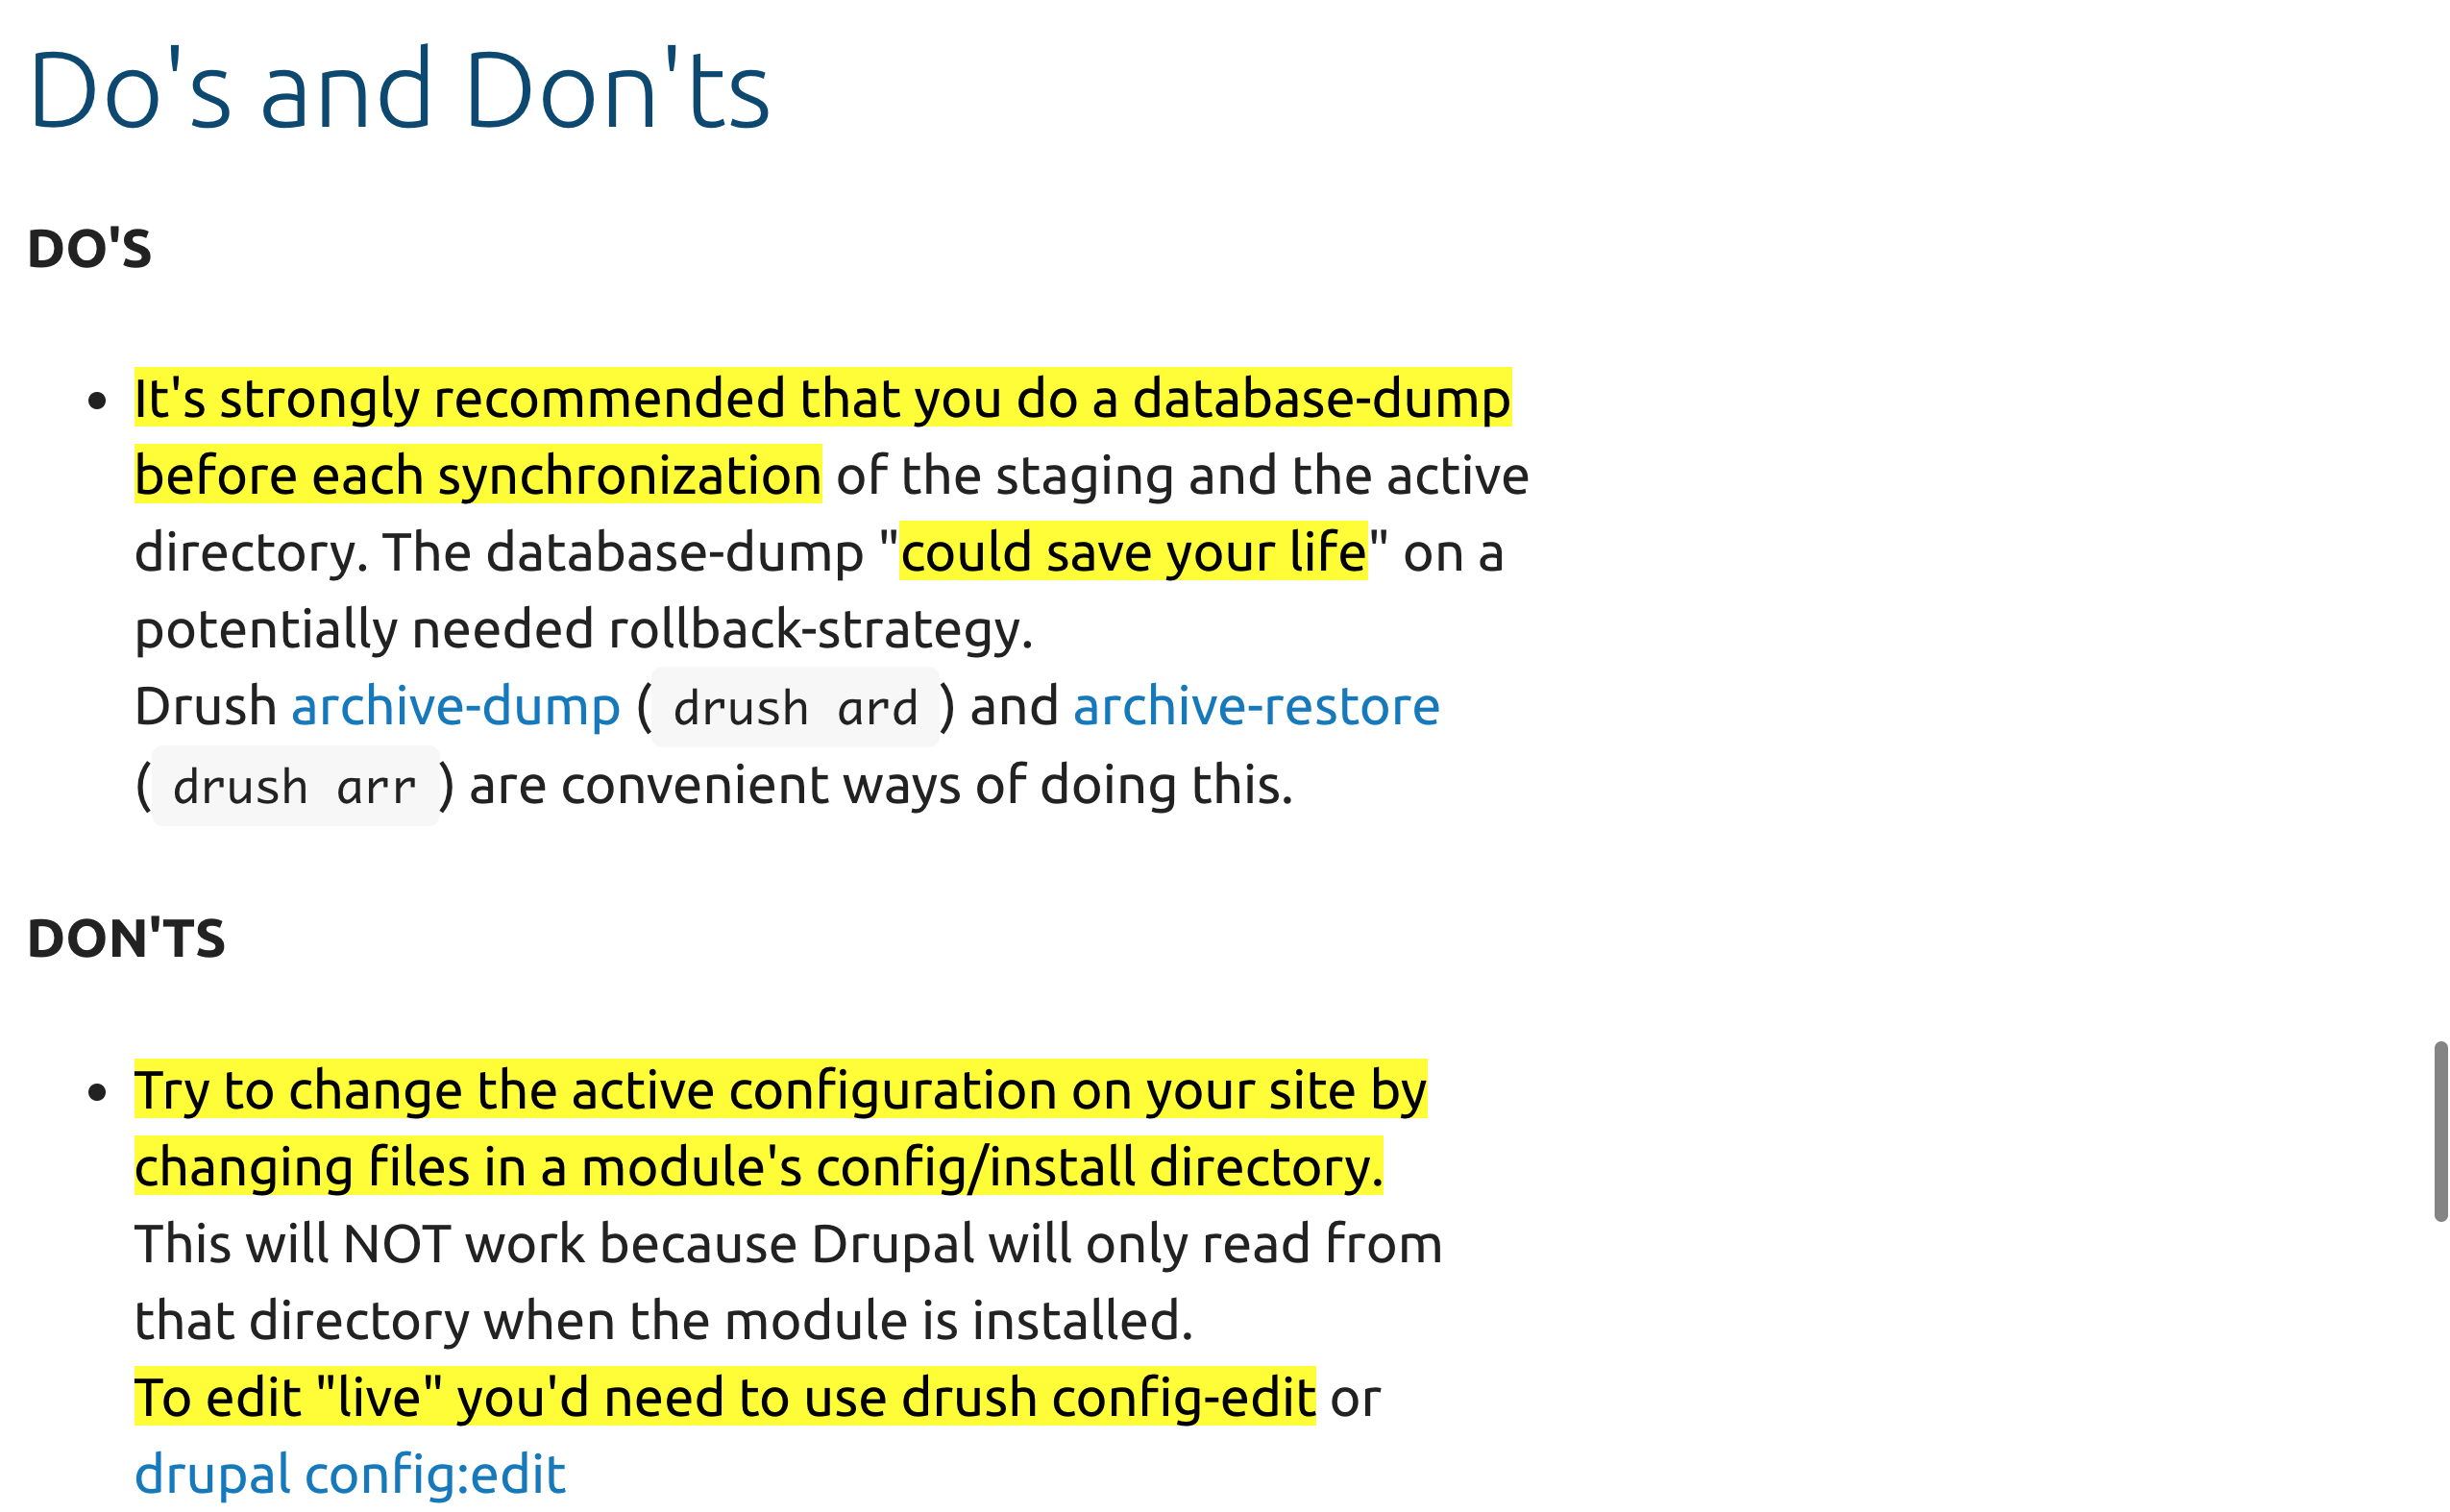 Do's and Don'ts
DO'S
• It's strongly recommended that you do a database-dump
before each synchronization of the staging and the active
directory. The database-dump "could save your life" on a
potentially needed rollback-strategy.
Drush archive-dump ( drush ard ) and archive-restore
( drush arr ) are convenient ways of doing this.
DON'TS
• Try to change the active configuration on your site by
changing files in a module's config/install directory.
This will NOT work because Drupal will only read from
that directory when the module is installed.
To edit "live" you'd need to use drush config-edit or
drupal config:edit